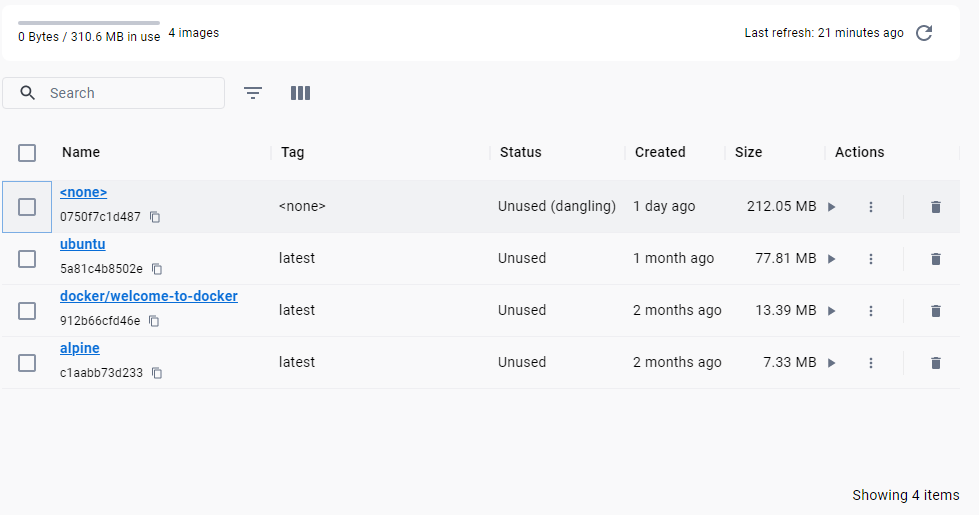 0 Bytes / 310.6 MB in use 4 images Last refresh: 21 minutes ago
Search
Name Tag Status Created Size Actions
<none>
0750f7c1d487
<none> Unused (dangling) 1 day ago 212.05 MB
ubuntu
5a81c4b8502e
latest Unused 1 month ago 77.81 MB
docker/welcome-to-docker
912b66cfd46e
latest Unused 2 months ago 13.39 MB
alpine
c1aabb73d233
latest Unused 2 months ago 7.33 MB
Showing 4 items